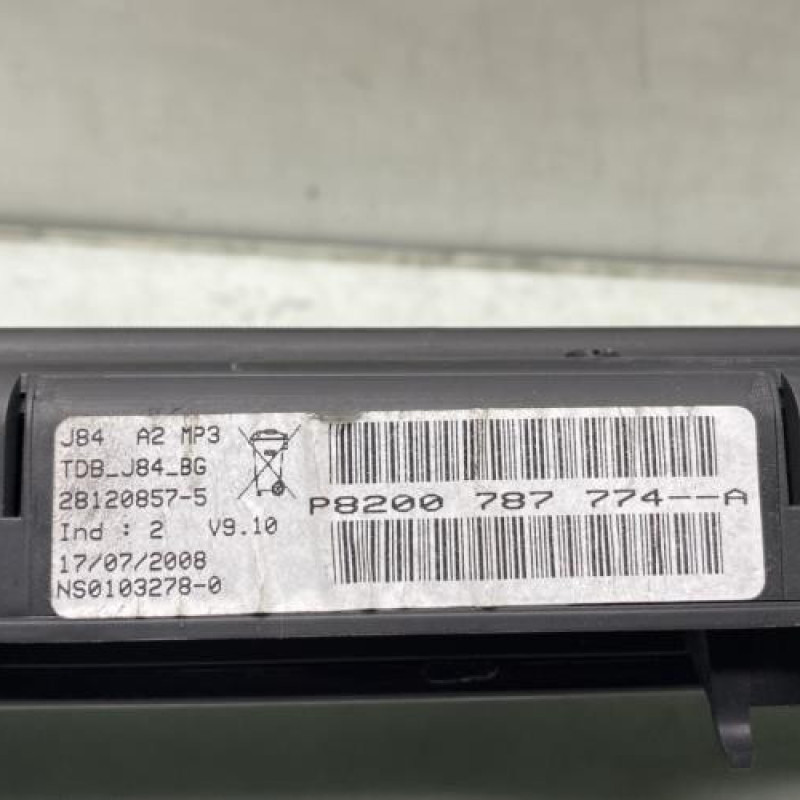 J84 A2 MP3
TDB_J84_BG
28120857-5
Ind : 2 V9.10
17/07/2008
NS0103278-0
P8200 787 774--A